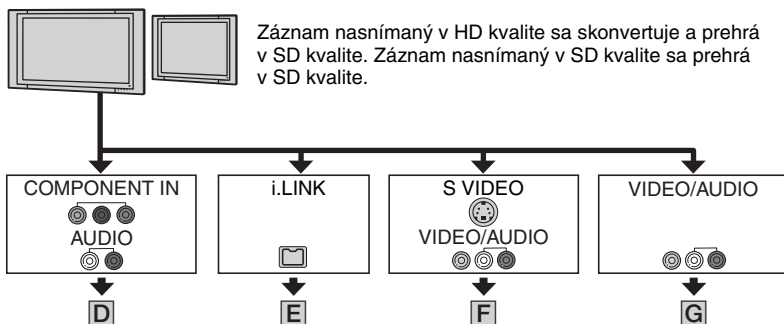 Záznam nasnímaný v HD kvalite sa skonvertuje a prehrá
v SD kvalite. Záznam nasnímaný v SD kvalite sa prehrá
v SD kvalite.
COMPONENT IN
AUDIO
i.LINK
S VIDEO
VIDEO/AUDIO
VIDEO/AUDIO
D
E
F
G